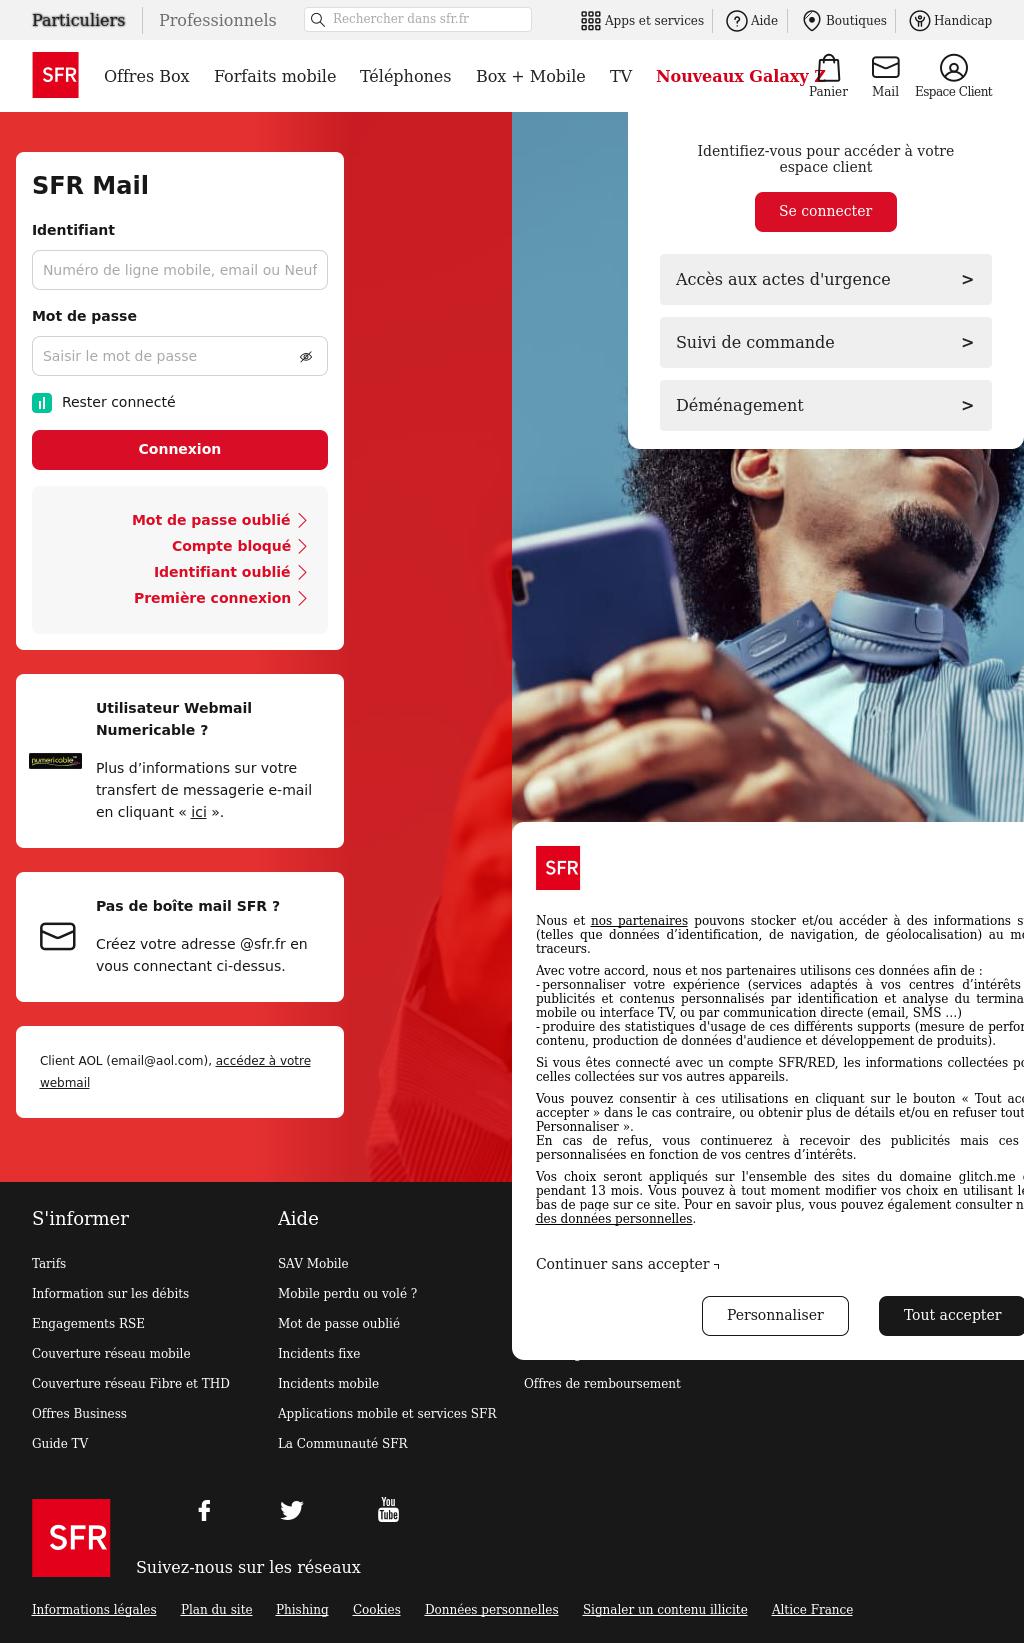 Particuliers
Professionnels
Rechercher dans sfr.fr
Apps et services
Aide
Boutiques
Handicap
SFR
Offres Box
Forfaits mobile
Téléphones
Box + Mobile
TV
Nouveaux Galaxy Z
Panier
Mail
Espace Client
SFR Mail
Identifiant
Numéro de ligne mobile, email ou Neuf
Mot de passe
Saisir le mot de passe
Rester connecté
Connexion
Mot de passe oublié
Compte bloqué
Identifiant oublié
Première connexion
Utilisateur Webmail
Numericable ?
numericable
Plus d’informations sur votre
transfert de messagerie e-mail
en cliquant « ici ».
Pas de boîte mail SFR ?
Créez votre adresse @sfr.fr en
vous connectant ci-dessus.
Client AOL (email@aol.com), accédez à votre
webmail
Identifiez-vous pour accéder à votre
espace client
Se connecter
Accès aux actes d'urgence >
Suivi de commande >
Déménagement >
SFR
Nous et nos partenaires pouvons stocker et/ou accéder à des informations
(telles que données d’identification, de navigation, de géolocalisation) au
traceurs.
Avec votre accord, nous et nos partenaires utilisons ces données afin de :
- personnaliser votre expérience (services adaptés à vos centres d’intérêts
publicités et contenus personnalisés par identification et analyse du
mobile ou interface TV, ou par communication directe (email, SMS …)
- produire des statistiques d'usage de ces différents supports (mesure de
contenu, production de données d'audience et développement de produits).
Si vous êtes connecté avec un compte SFR/RED, les informations collectées
celles collectées sur vos autres appareils.
Vous pouvez consentir à ces utilisations en cliquant sur le bouton « Tout
accepter » dans le cas contraire, ou obtenir plus de détails et/ou en refuser
Personnaliser ».
En cas de refus, vous continuerez à recevoir des publicités mais ces
personnalisées en fonction de vos centres d’intérêts.
Vos choix seront appliqués sur l'ensemble des sites du domaine glitch.me
pendant 13 mois. Vous pouvez à tout moment modifier vos choix en utilisant
bas de page sur ce site. Pour en savoir plus, vous pouvez également consulter
des données personnelles.
Continuer sans accepter
Personnaliser
Tout accepter
S'informer
Tarifs
Information sur les débits
Engagements RSE
Couverture réseau mobile
Couverture réseau Fibre et THD
Offres Business
Guide TV
Aide
SAV Mobile
Mobile perdu ou volé ?
Mot de passe oublié
Incidents fixe
Incidents mobile
Applications mobile et services SFR
La Communauté SFR
Offres de remboursement
SFR
You
Tube
Suivez-nous sur les réseaux
Informations légales
Plan du site
Phishing
Cookies
Données personnelles
Signaler un contenu illicite
Altice France